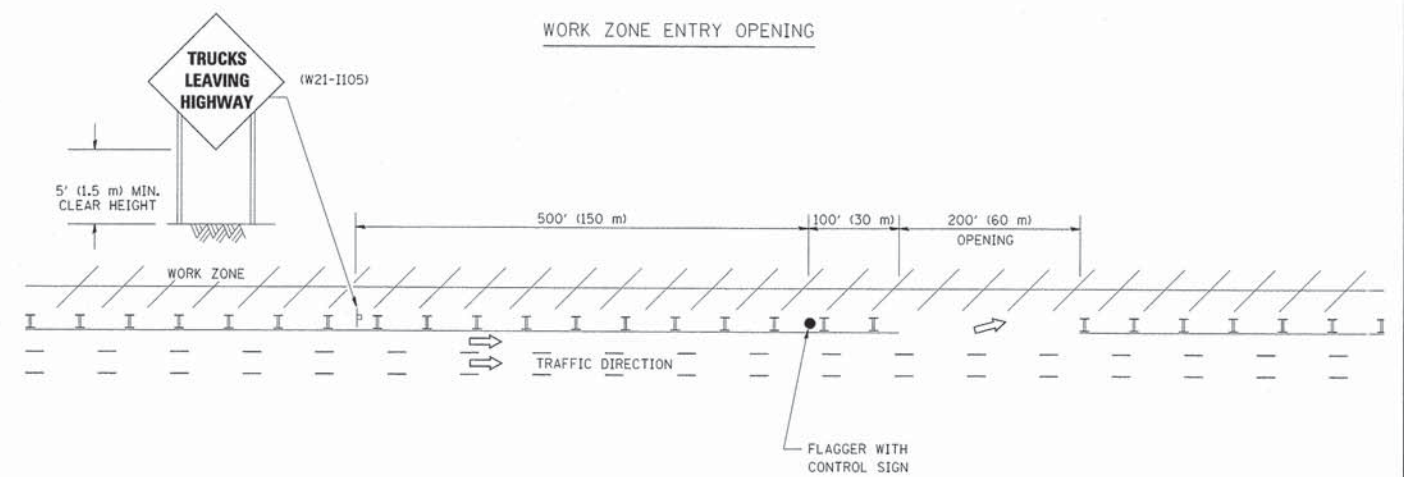 WORK ZONE ENTRY OPENING
TRUCKS
LEAVING
HIGHWAY
(W21-I105)
5' (1.5 m) MIN.
CLEAR HEIGHT
500' (150 m)
100' (30 m)
200' (60 m)
OPENING
WORK ZONE
TRAFFIC DIRECTION
FLAGGER WITH
CONTROL SIGN